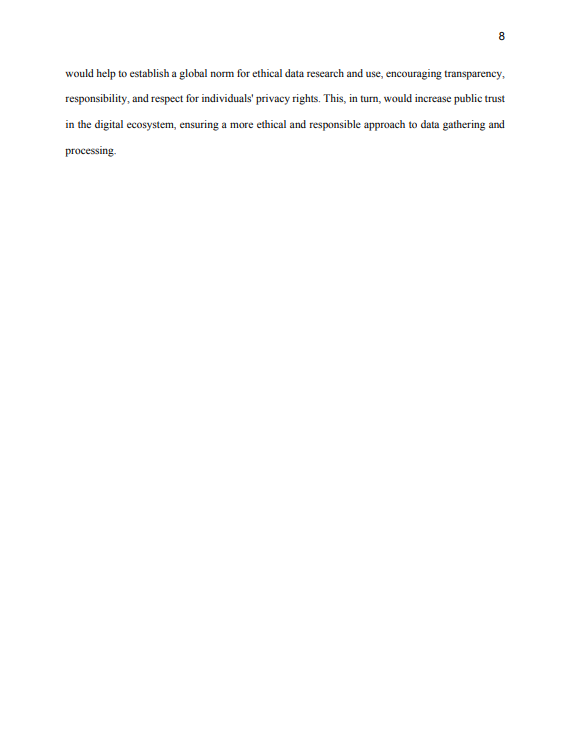 8
would help to establish a global norm for ethical data research and use, encouraging transparency,
responsibility, and respect for individuals' privacy rights. This, in turn, would increase public trust
in the digital ecosystem, ensuring a more ethical and responsible approach to data gathering and
processing.